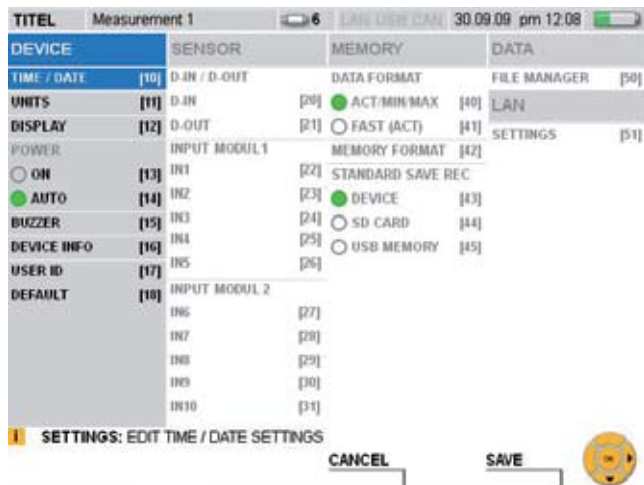 TITEL Measurement 1 6 LAN USB CAN 30.09.09 pm 12:08
DEVICE
TIME / DATE [10]
UNITS [11]
DISPLAY [12]
POWER
ON [13]
AUTO [14]
BUZZER [15]
DEVICE INFO [16]
USER ID [17]
DEFAULT [18]
SENSOR
D-IN / D-OUT
D-IN [20]
D-OUT [21]
INPUT MODUL1
IN1 [22]
IN2 [23]
IN3 [24]
IN4 [25]
IN5 [26]
INPUT MODUL 2
IN6 [27]
IN7 [28]
IN8 [29]
IN9 [30]
IN10 [31]
MEMORY
DATA FORMAT
ACT/MIN/MAX [40]
FAST (ACT) [41]
MEMORY FORMAT [42]
STANDARD SAVE REC
DEVICE [43]
SD CARD [44]
USB MEMORY [45]
DATA
FILE MANAGER [50]
LAN
SETTINGS [51]
i SETTINGS: EDIT TIME / DATE SETTINGS
CANCEL SAVE OK